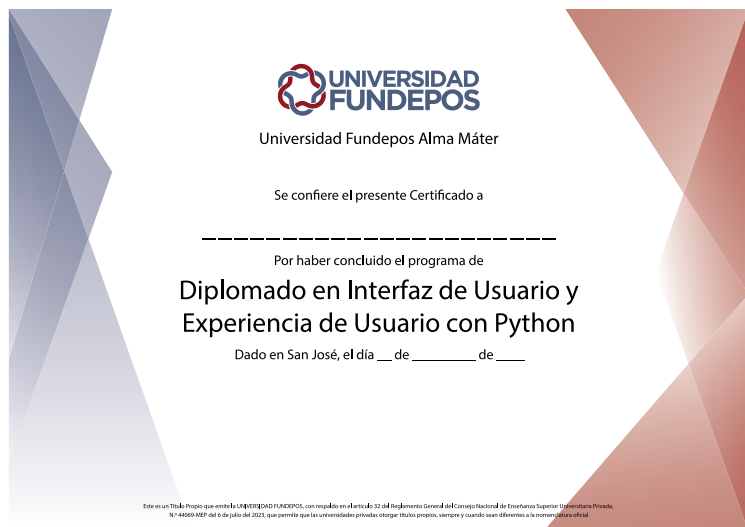 UNIVERSIDAD
FUNDEPOS
Universidad Fundepos Alma Máter
Se confiere el presente Certificado a
Por haber concluido el programa de
Diplomado en Interfaz de Usuario y
Experiencia de Usuario con Python
Dado en San José, el día __ de _________ de ____
Este es un Título Propio que emite la UNIVERSIDAD FUNDEPOS, con respaldo en el artículo 32 del Reglamento General del Consejo Nacional de Enseñanza Superior Universitaria Privada,
N.º 44069-MEP del 6 de julio del 2023, que permite que las universidades privadas otorgar títulos propios, siempre y cuando sean diferentes a la nomenclatura oficial